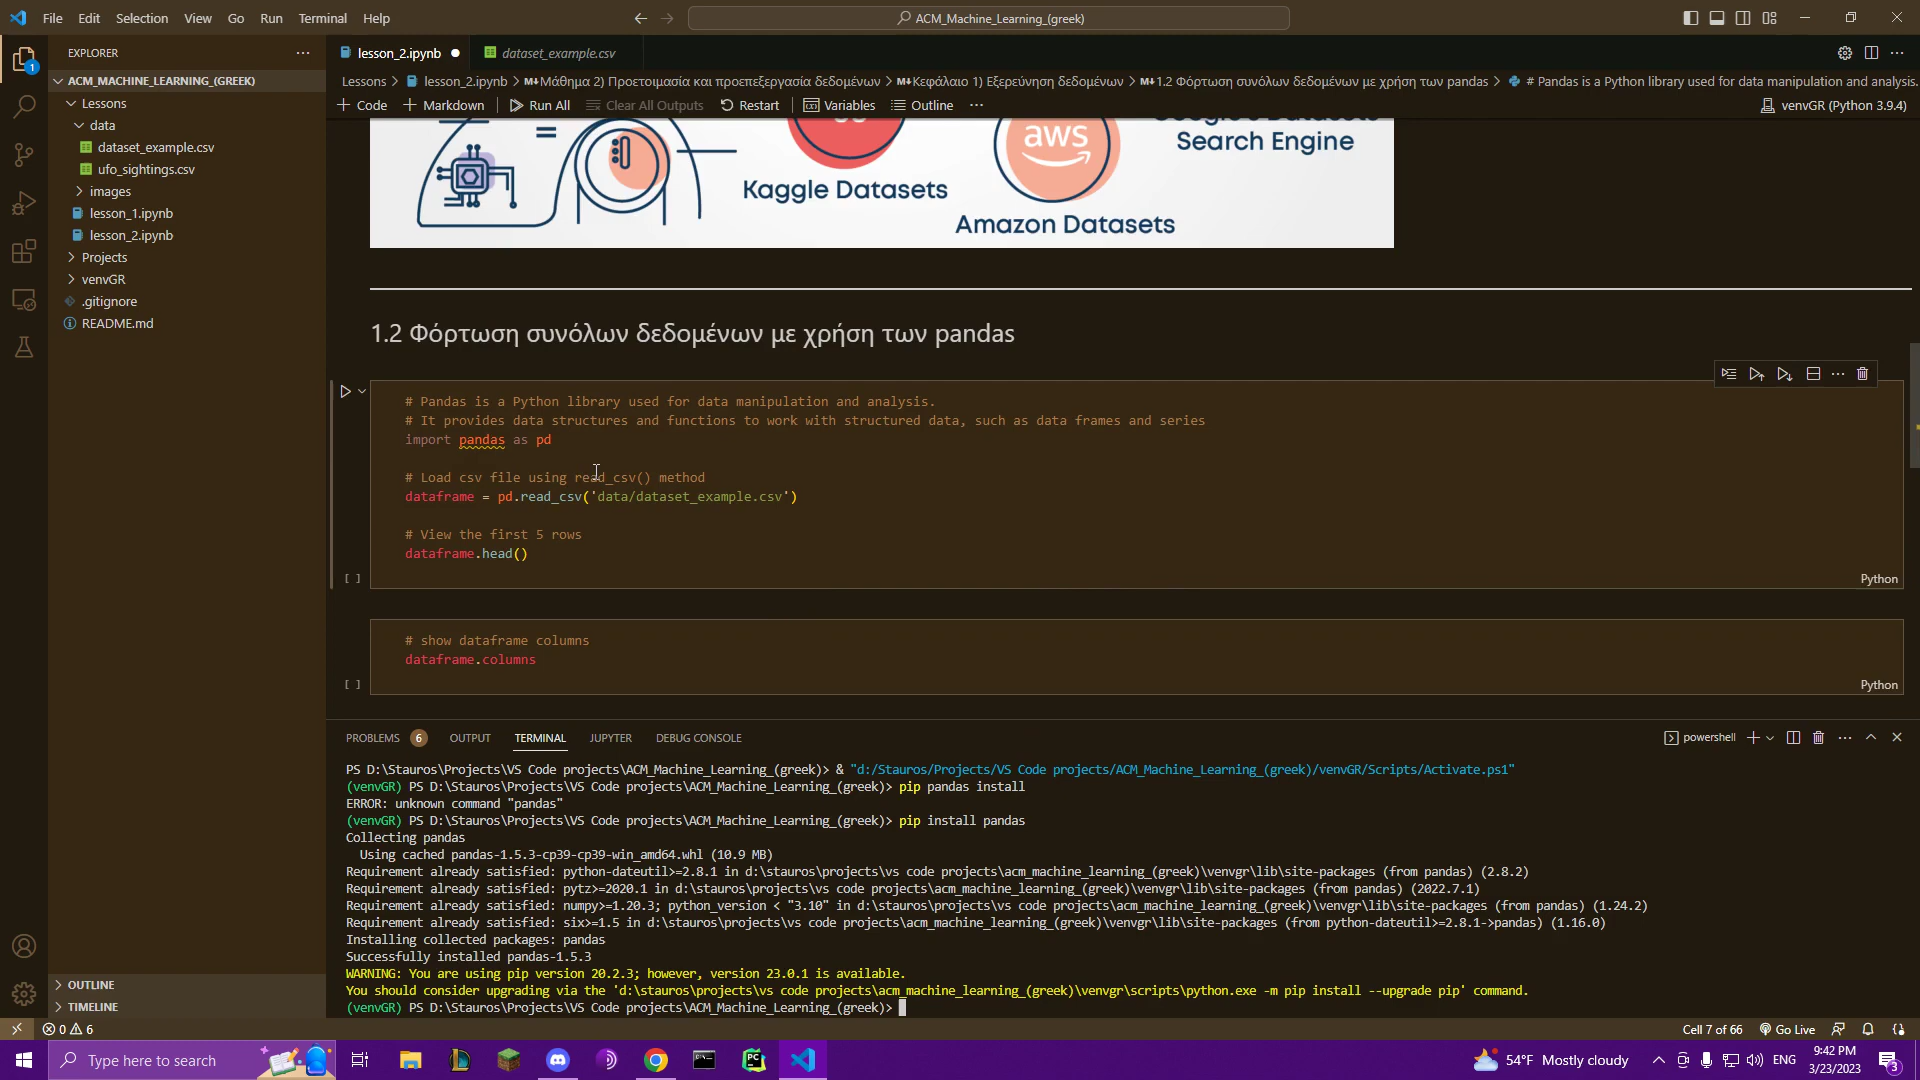 File Edit Selection View Go Run Terminal Help
ACM_Machine_Learning_(greek)
EXPLORER
lesson_2.ipynb
dataset_example.csv
1
ACM_MACHINE_LEARNING_(GREEK)
Lessons
data
dataset_example.csv
ufo_sightings.csv
images
lesson_1.ipynb
lesson_2.ipynb
Projects
venvGR
.gitignore
README.md
OUTLINE
TIMELINE
Lessons > lesson_2.ipynb > Μάθημα 2) Προετοιμασία και προεπεξεργασία δεδομένων > Κεφάλαιο 1) Εξερεύνηση δεδομένων > 1.2 Φόρτωση συνόλων δεδομένων με χρήση των pandas > # Pandas is a Python library used for data manipulation and analysis.
+ Code + Markdown Run All Clear All Outputs Restart Variables Outline ...
venvGR (Python 3.9.4)
aws
Search Engine
Kaggle Datasets
Amazon Datasets
1.2 Φόρτωση συνόλων δεδομένων με χρήση των pandas
# Pandas is a Python library used for data manipulation and analysis.
# It provides data structures and functions to work with structured data, such as data frames and series
import pandas as pd
# Load csv file using read_csv() method
dataframe = pd.read_csv('data/dataset_example.csv')
# View the first 5 rows
dataframe.head()
[ ]
Python
# show dataframe columns
dataframe.columns
[ ]
Python
PROBLEMS 6 OUTPUT TERMINAL JUPYTER DEBUG CONSOLE
powershell
PS D:\Stauros\Projects\VS Code projects\ACM_Machine_Learning_(greek)> & "d:/Stauros/Projects/VS Code projects/ACM_Machine_Learning_(greek)/venvGR/Scripts/Activate.ps1"
(venvGR) PS D:\Stauros\Projects\VS Code projects\ACM_Machine_Learning_(greek)> pip pandas install
ERROR: unknown command "pandas"
(venvGR) PS D:\Stauros\Projects\VS Code projects\ACM_Machine_Learning_(greek)> pip install pandas
Collecting pandas
Using cached pandas-1.5.3-cp39-cp39-win_amd64.whl (10.9 MB)
Requirement already satisfied: python-dateutil>=2.8.1 in d:\stauros\projects\vs code projects\acm_machine_learning_(greek)\venvgr\lib\site-packages (from pandas) (2.8.2)
Requirement already satisfied: pytz>=2020.1 in d:\stauros\projects\vs code projects\acm_machine_learning_(greek)\venvgr\lib\site-packages (from pandas) (2022.7.1)
Requirement already satisfied: numpy>=1.20.3; python_version < "3.10" in d:\stauros\projects\vs code projects\acm_machine_learning_(greek)\venvgr\lib\site-packages (from pandas) (1.24.2)
Requirement already satisfied: six>=1.5 in d:\stauros\projects\vs code projects\acm_machine_learning_(greek)\venvgr\lib\site-packages (from python-dateutil>=2.8.1->pandas) (1.16.0)
Installing collected packages: pandas
Successfully installed pandas-1.5.3
WARNING: You are using pip version 20.2.3; however, version 23.0.1 is available.
You should consider upgrading via the 'd:\stauros\projects\vs code projects\acm_machine_learning_(greek)\venvgr\scripts\python.exe -m pip install --upgrade pip' command.
(venvGR) PS D:\Stauros\Projects\VS Code projects\ACM_Machine_Learning_(greek)>
0 6
Cell 7 of 66 Go Live
Type here to search
PC
54°F Mostly cloudy
ENG
9:42 PM
3/23/2023
3